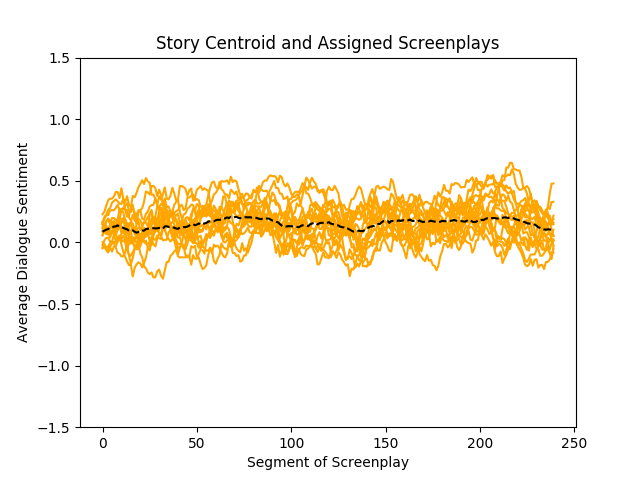 Story Centroid and Assigned Screenplays
1.5
1.0
0.5
0.0
−0.5
−1.0
−1.5
Average Dialogue Sentiment
0 50 100 150 200 250
Segment of Screenplay